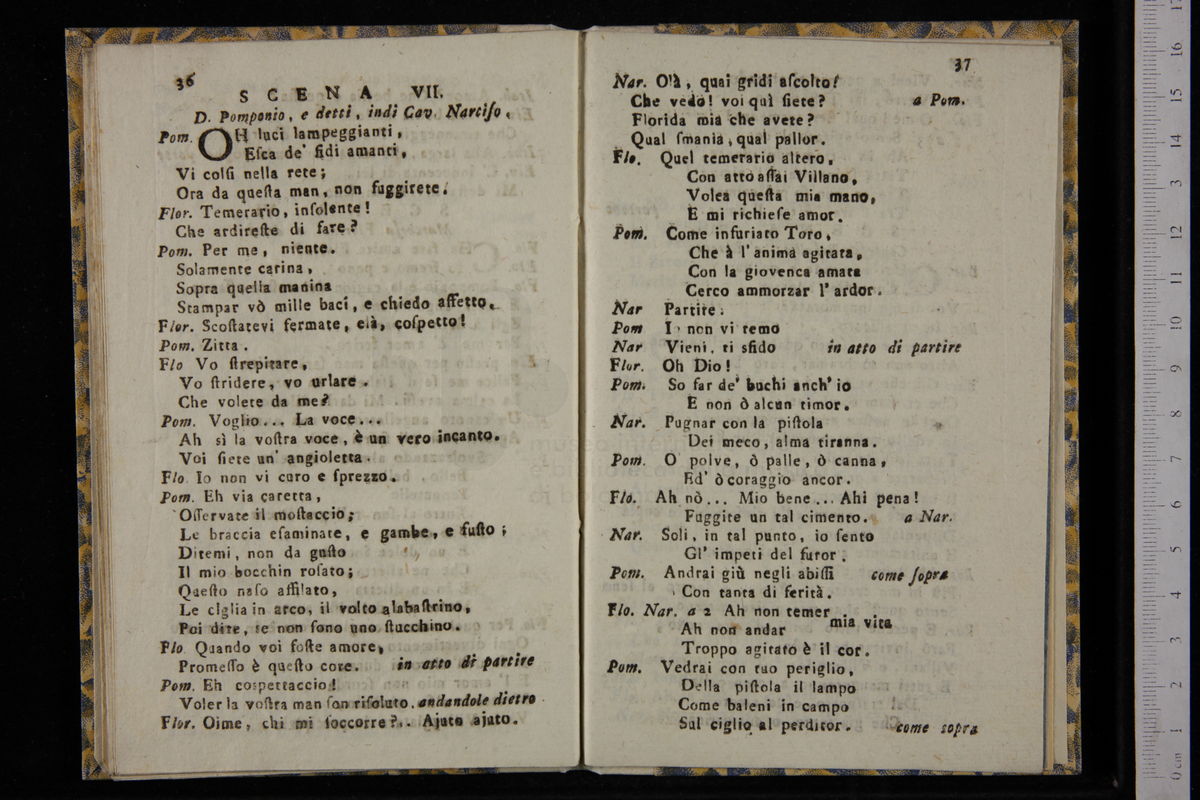 36
SCENA VII.
D. Pomponio, e detti, indi Cav. Narciſo.
Pom. OH luci lampeggianti,
Eſca de' fidi amanti,
Vi colſi nella rete;
Ora da queſta man, non fuggirete.
Flor. Temerario, inſolente!
Che ardireſte di fare?
Pom. Per me, niente.
Solamente carina,
Sopra quella manina
Stampar vò mille baci, e chiedo affetto.
Flor. Scoſtatevi fermate, elà, coſpetto!
Pom. Zitta.
Flo Vo ſtrepitare,
Vo ſtridere, vo urlare.
Che volete da me?
Pom. Voglio... La voce...
Ah sì la voſtra voce, è un vero incanto.
Voi ſiete un' angioletta.
Flo. Io non vi curo e ſprezzo.
Pom. Eh via caretta,
Oſſervate il moſtaccio;
Le braccia eſaminate, e gambe, e fuſto;
Ditemi, non da guſto
Il mio bocchin roſato;
Queſto naſo affilato,
Le ciglia in arco, il volto alabaſtrino,
Poi dite, se non ſono uno ſtucchino.
Flo. Quando voi foſte amore,
Promeſſo è queſto core. in atto di partire
Pom. Eh cospettaccio!
Voler la voſtra man ſon riſoluto. andandole dietro
Flor. Oime, chi mi ſoccorre?.. Ajuto ajuto.
37
Nar. Olà, quai gridi aſcolto!
Che vedo! voi quì ſiete? a Pom.
Florida mia che avete?
Qual ſmania, qual pallor.
Flo. Quel temerario altero,
Con atto aſſai Villano,
Volea queſta mia mano,
E mi richieſe amor.
Pom. Come infuriato Toro,
Che à l'anima agitata,
Con la giovenca amata
Cerco ammorzar l'ardor.
Nar Partite.
Pom Io non vi temo
Nar Vieni, ti sfido in atto di partire
Flor. Oh Dio!
Pom. So far de' buchi anch' io
E non ò alcun timor.
Nar. Pugnar con la piſtola
Dei meco, alma tiranna.
Pom. O polve, ò palle, ò canna,
Ed' ò coraggio ancor.
Flo. Ah nò... Mio bene... Ahi pena!
Fuggite un tal cimento. a Nar.
Nar. Soli, in tal punto, io ſento
Gl' impeti del furor.
Pom. Andrai giù negli abiſſi come ſopra
Con tanta di ferità.
Flo. Nar. a 2 Ah non temer
mia vita
Ah non andar
Troppo agitato è il cor.
Pom. Vedrai con tuo periglio,
Della piſtola il lampo
Come baleni in campo
Sul ciglio al perditor. come sopra